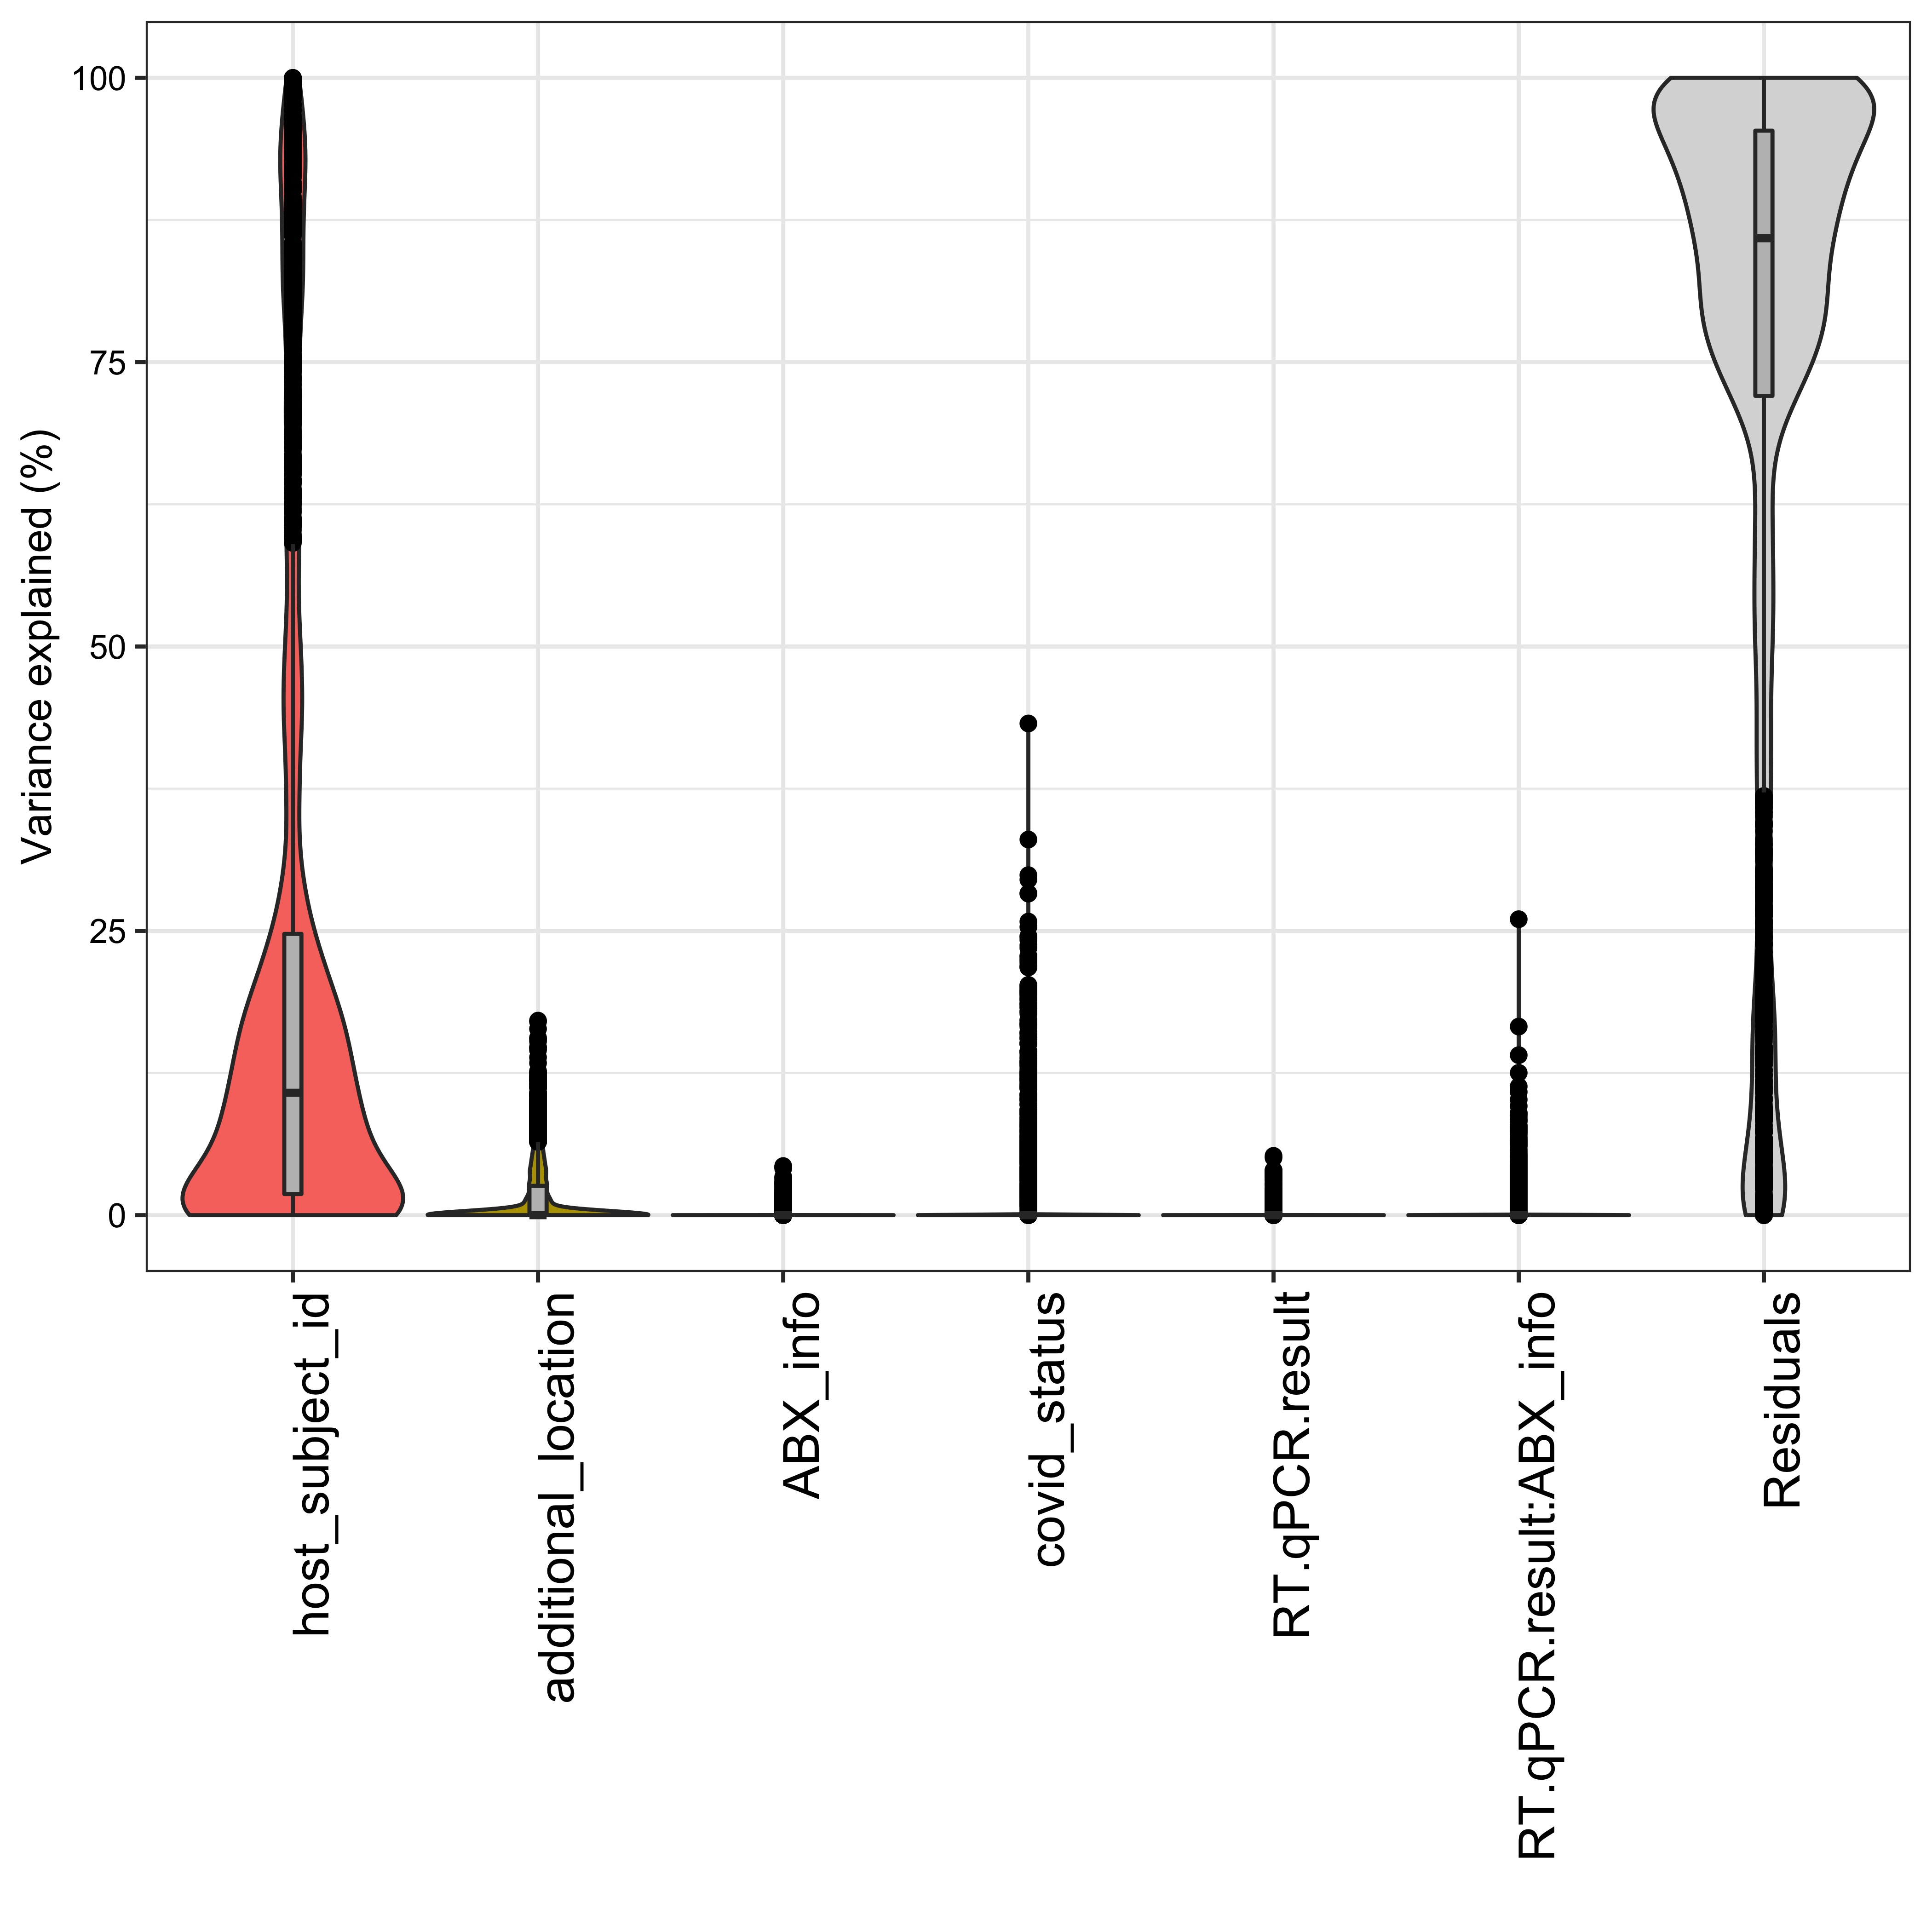 Variance explained (%)
100
75
50
25
0
host_subject_id
additional_location
ABX_info
covid_status
RT.qPCR.result
RT.qPCR.result:ABX_info
Residuals